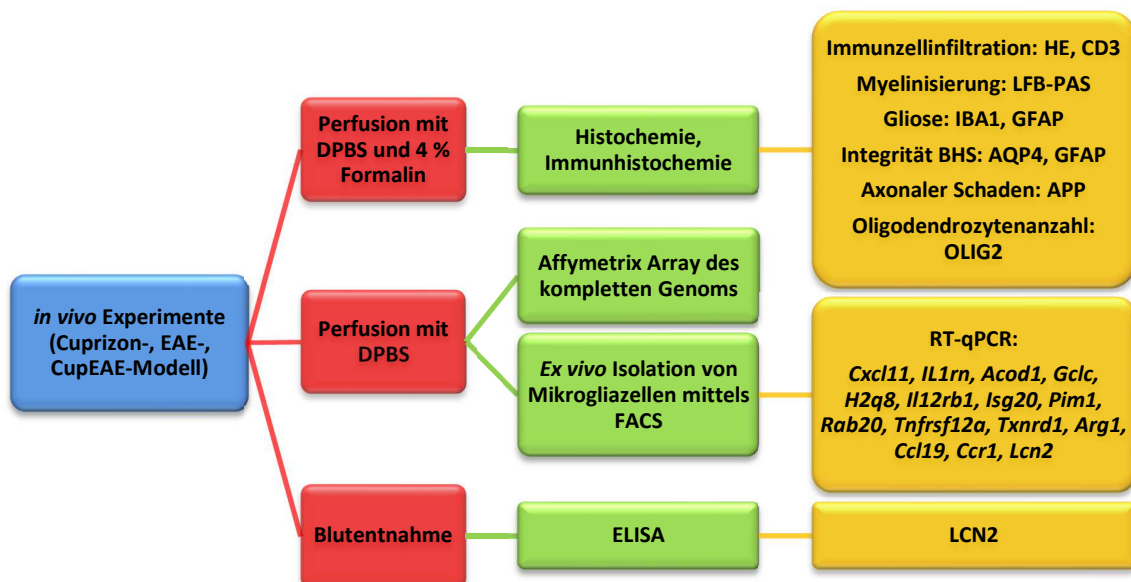 in vivo Experimente
(Cuprizon-, EAE-,
CupEAE-Modell)
Perfusion mit
DPBS und 4 %
Formalin
Histochemie,
Immunhistochemie
Immunzellinfiltration: HE, CD3
Myelinisierung: LFB-PAS
Gliose: IBA1, GFAP
Integrität BHS: AQP4, GFAP
Axonaler Schaden: APP
Oligodendrozytenanzahl:
OLIG2
Perfusion mit
DPBS
Affymetrix Array des
kompletten Genoms
Ex vivo Isolation von
Mikrogliazellen mittels
FACS
RT-qPCR:
Cxcl11, IL1rn, Acod1, Gclc,
H2q8, Il12rb1, Isg20, Pim1,
Rab20, Tnfrsf12a, Txnrd1, Arg1,
Ccl19, Ccr1, Lcn2
Blutentnahme
ELISA
LCN2